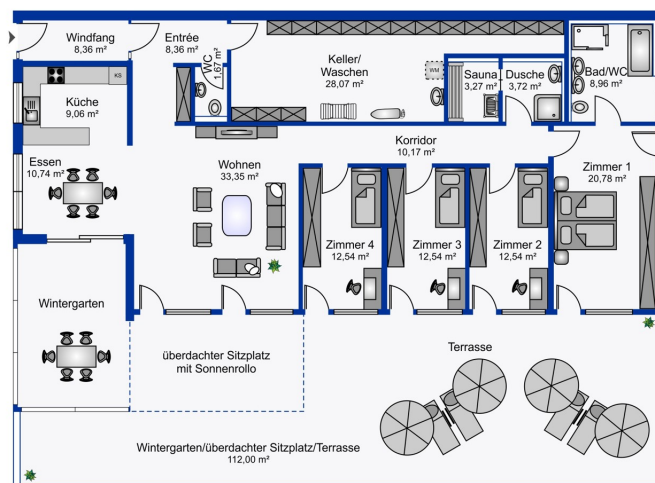 Windfang
8,36 m²
Entrée
8,36 m²
WC
1,67 m²
Keller/
Waschen
28,07 m²
WM
Sauna
3,27 m²
Dusche
3,72 m²
Bad/WC
8,96 m²
KS
Küche
9,06 m²
Essen
10,74 m²
Wohnen
33,35 m²
Korridor
10,17 m²
Zimmer 1
20,78 m²
Zimmer 4
12,54 m²
Zimmer 3
12,54 m²
Zimmer 2
12,54 m²
Wintergarten
überdachter Sitzplatz
mit Sonnenrollo
Terrasse
Wintergarten/überdachter Sitzplatz/Terrasse
112,00 m²